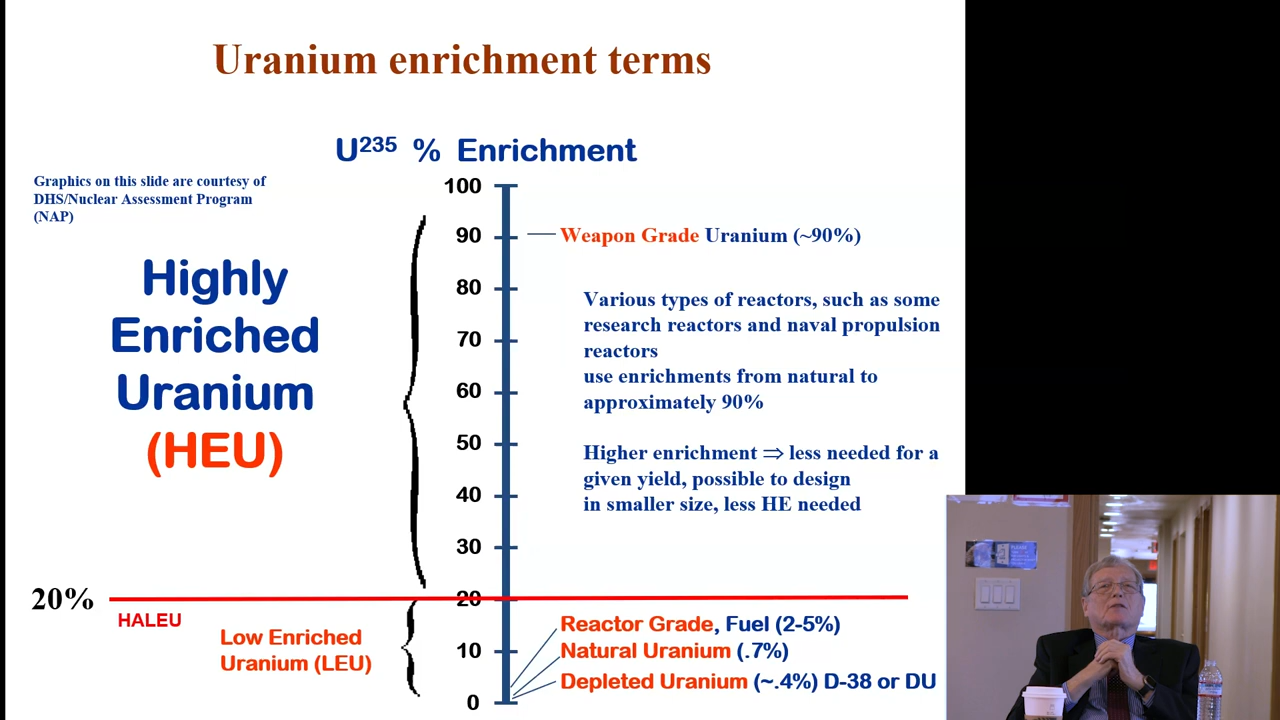 Uranium enrichment terms
U²³⁵ % Enrichment
Graphics on this slide are courtesy of
DHS/Nuclear Assessment Program
(NAP)
Highly
Enriched
Uranium
(HEU)
100
90
80
70
60
50
40
30
20
10
0
Weapon Grade Uranium (~90%)
Various types of reactors, such as some
research reactors and naval propulsion
reactors
use enrichments from natural to
approximately 90%
Higher enrichment ⇒ less needed for a
given yield, possible to design
in smaller size, less HE needed
20%
HALEU
Low Enriched
Uranium (LEU)
Reactor Grade, Fuel (2-5%)
Natural Uranium (.7%)
Depleted Uranium (~.4%) D-38 or DU